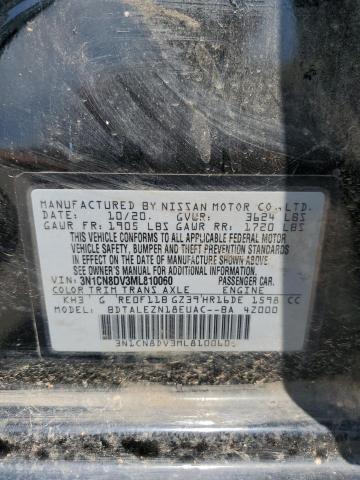 MANUFACTURED BY NISSAN MOTOR CO.,LTD.
DATE: 10/20. GVWR: 3624 LBS
GAWR FR: 1905 LBS GAWR RR: 1720 LBS
THIS VEHICLE CONFORMS TO ALL APPLICABLE FEDERAL MOTOR
VEHICLE SAFETY, BUMPER, AND THEFT PREVENTION STANDARDS
IN EFFECT ON THE DATE OF MANUFACTURE SHOWN ABOVE.
SEE OWNER'S MANUAL FOR ADDITIONAL INFORMATION.
VIN: 3N1CN8DV3ML810060 PASSENGER CAR
COLOR TRIM TRANS AXLE ENGINE
KH3 G RE0F11B GZ39 HR16DE 1598 CC
MODEL: BDTALEZN18EUAC--BA 4Z000
3N1CN8DV3ML810060